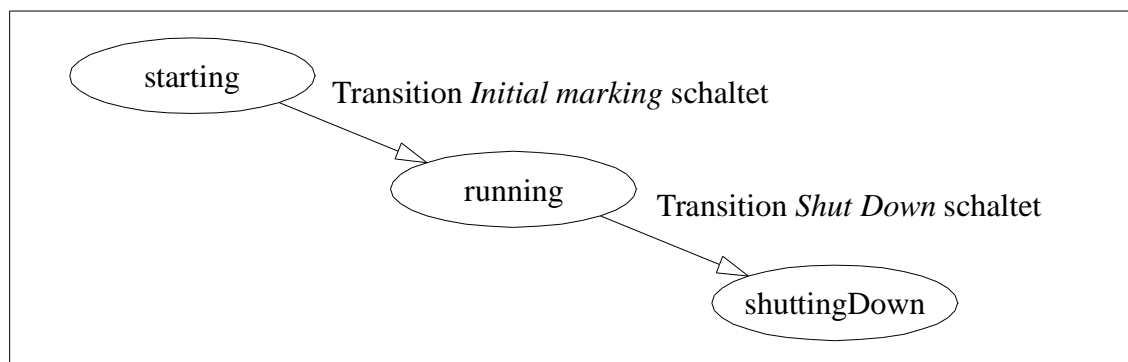 starting
Transition Initial marking schaltet
running
Transition Shut Down schaltet
shuttingDown